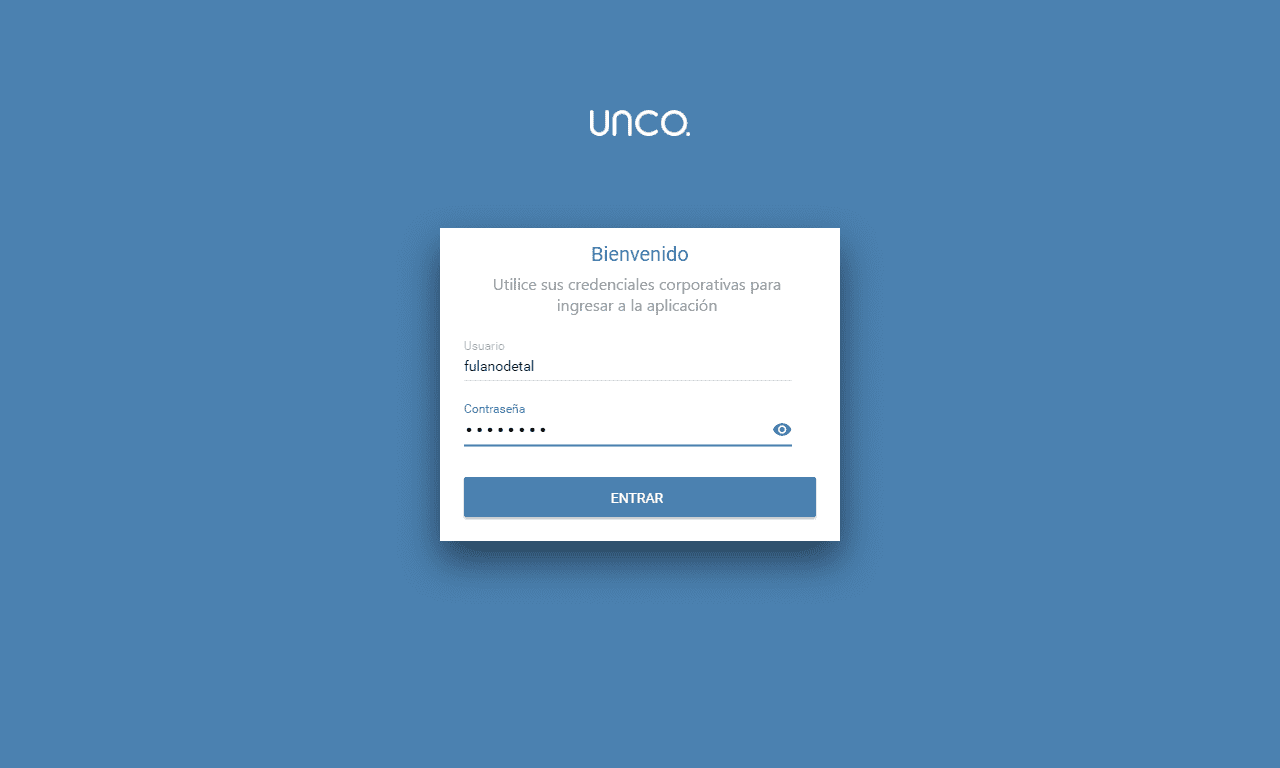 UNCO.
Bienvenido
Utilice sus credenciales corporativas para
ingresar a la aplicación
Usuario
fulanodetal
Contraseña
••••••••
ENTRAR